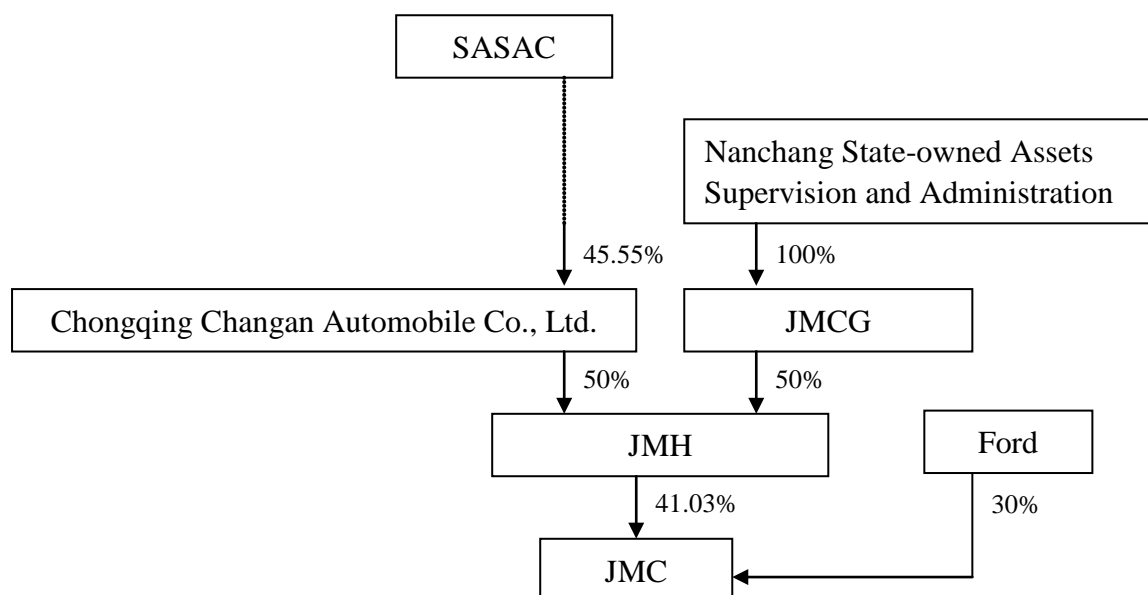 SASAC
Nanchang State-owned Assets
Supervision and Administration
45.55%
100%
Chongqing Changan Automobile Co., Ltd.
JMCG
50%
50%
JMH
Ford
41.03%
30%
JMC